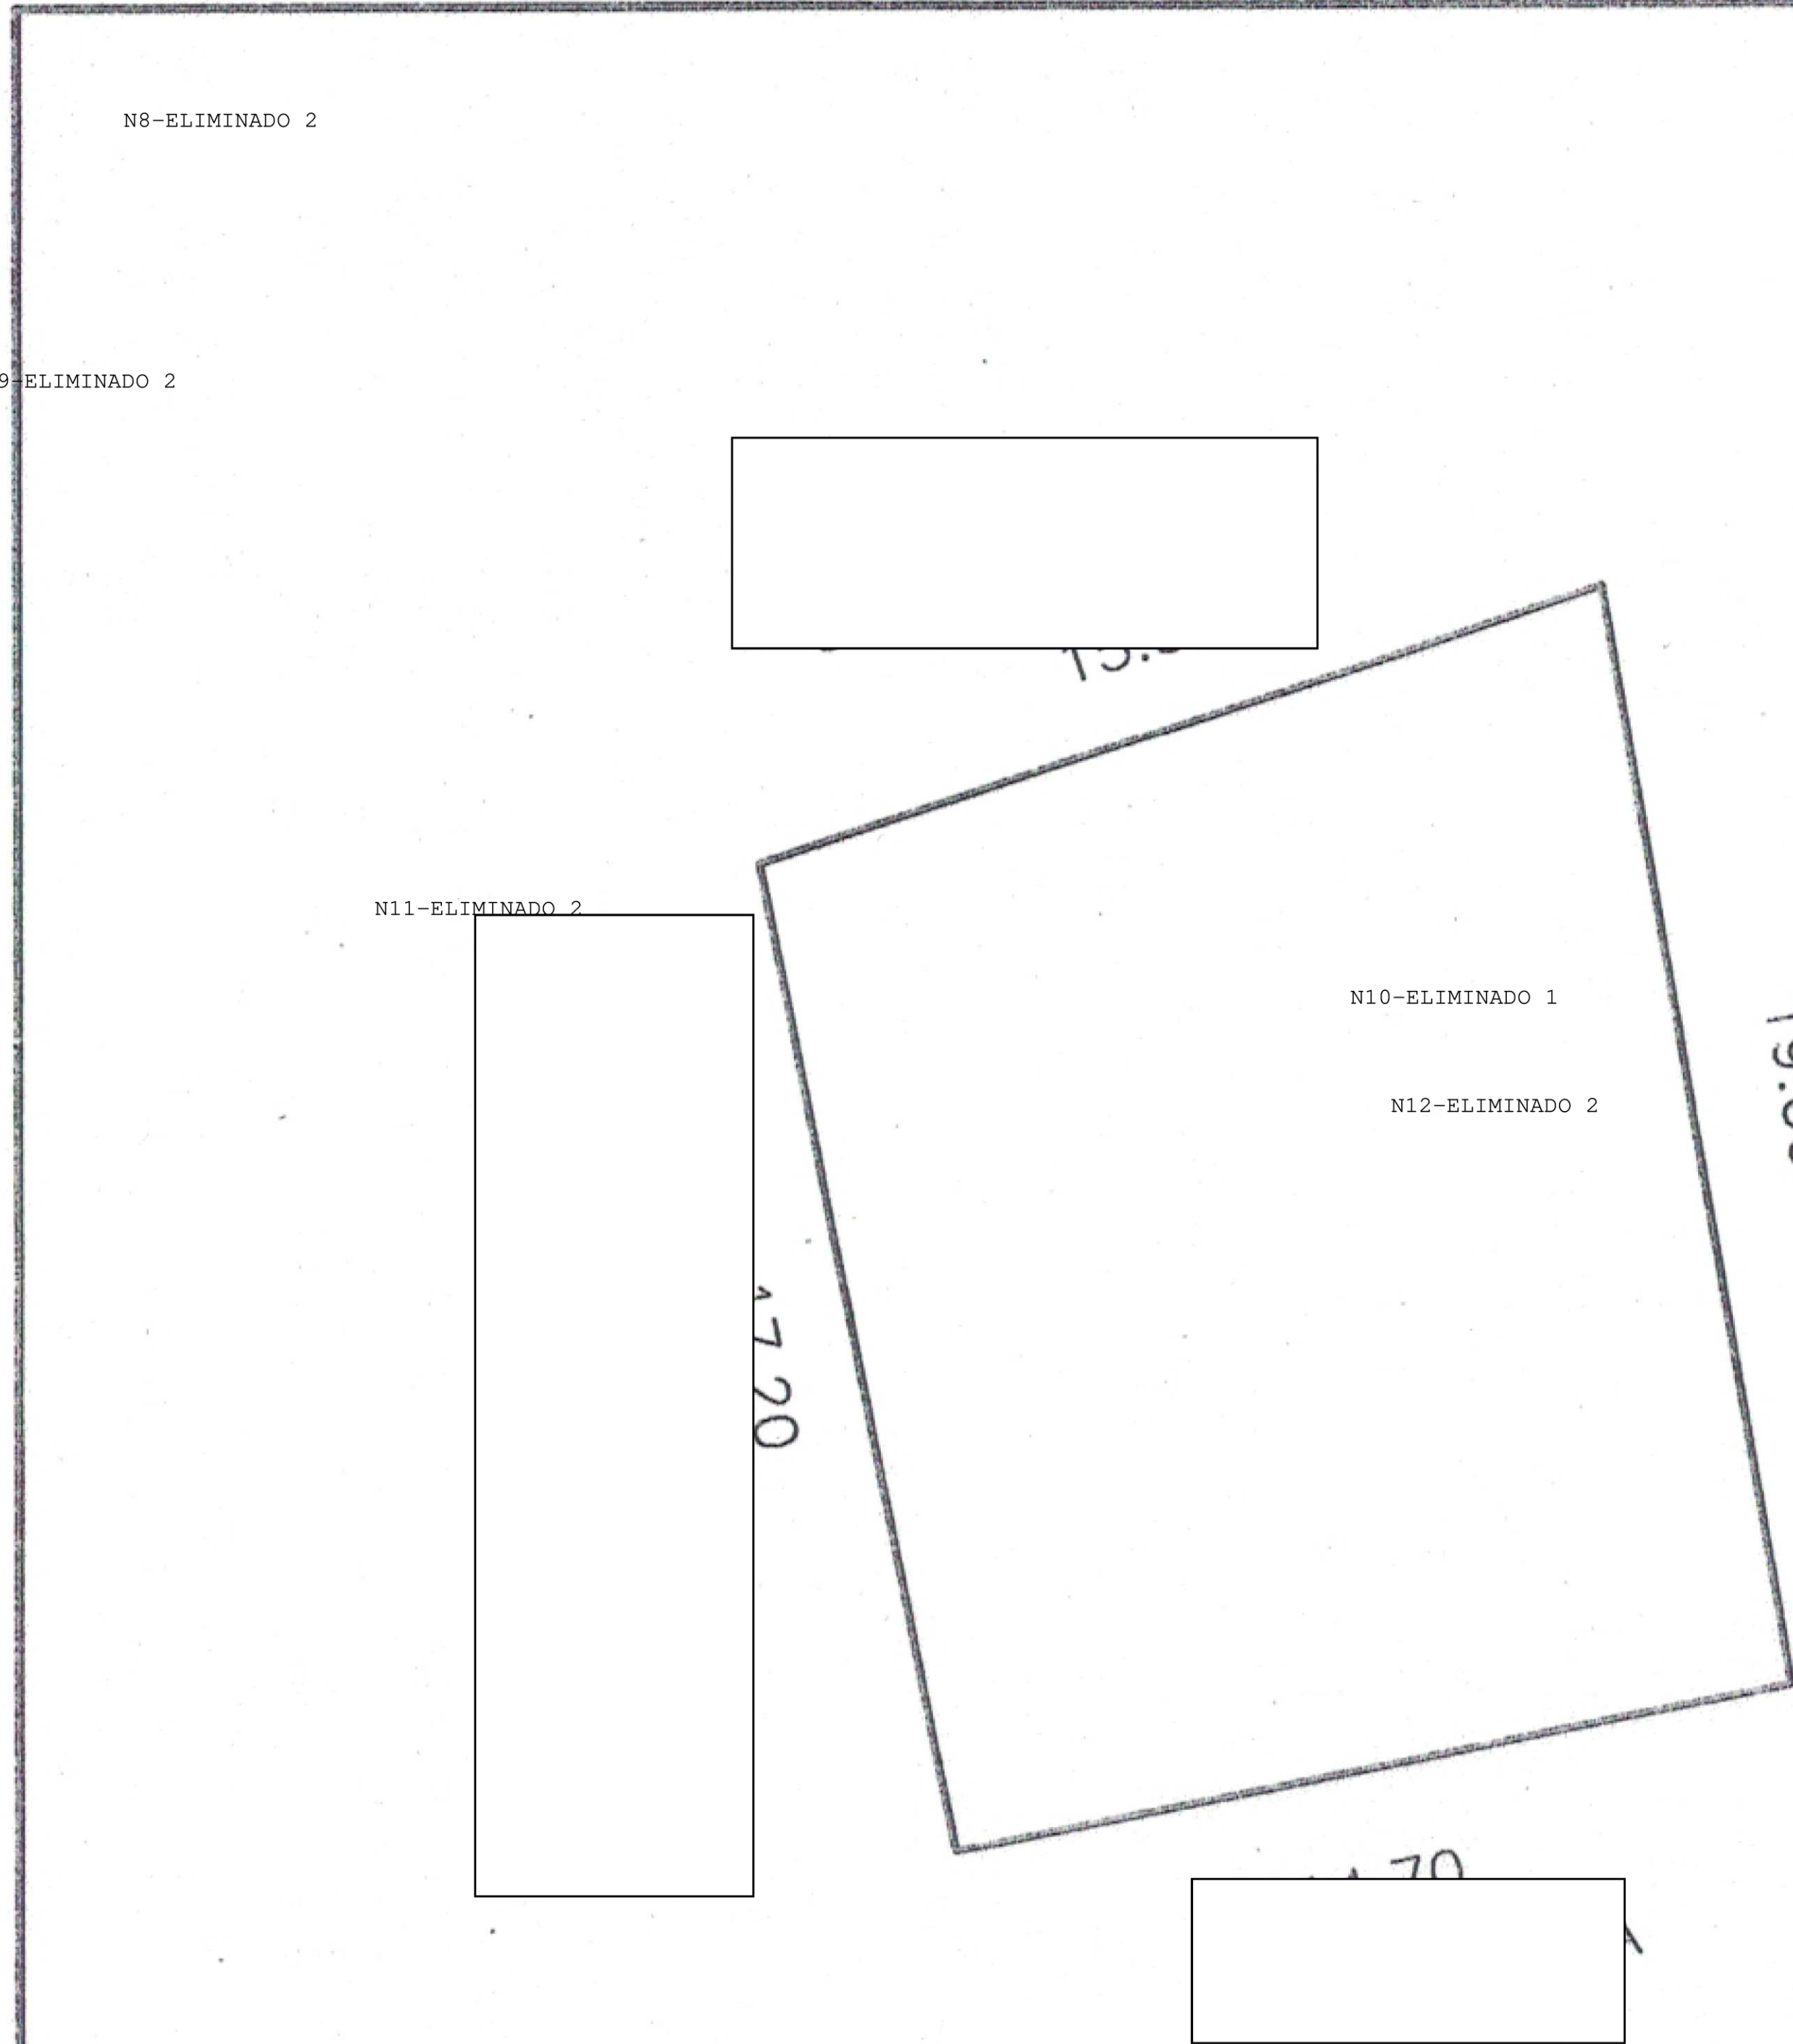 N8-ELIMINADO 2
9-ELIMINADO 2
N11-ELIMINADO 2
N10-ELIMINADO 1
N12-ELIMINADO 2
17.20